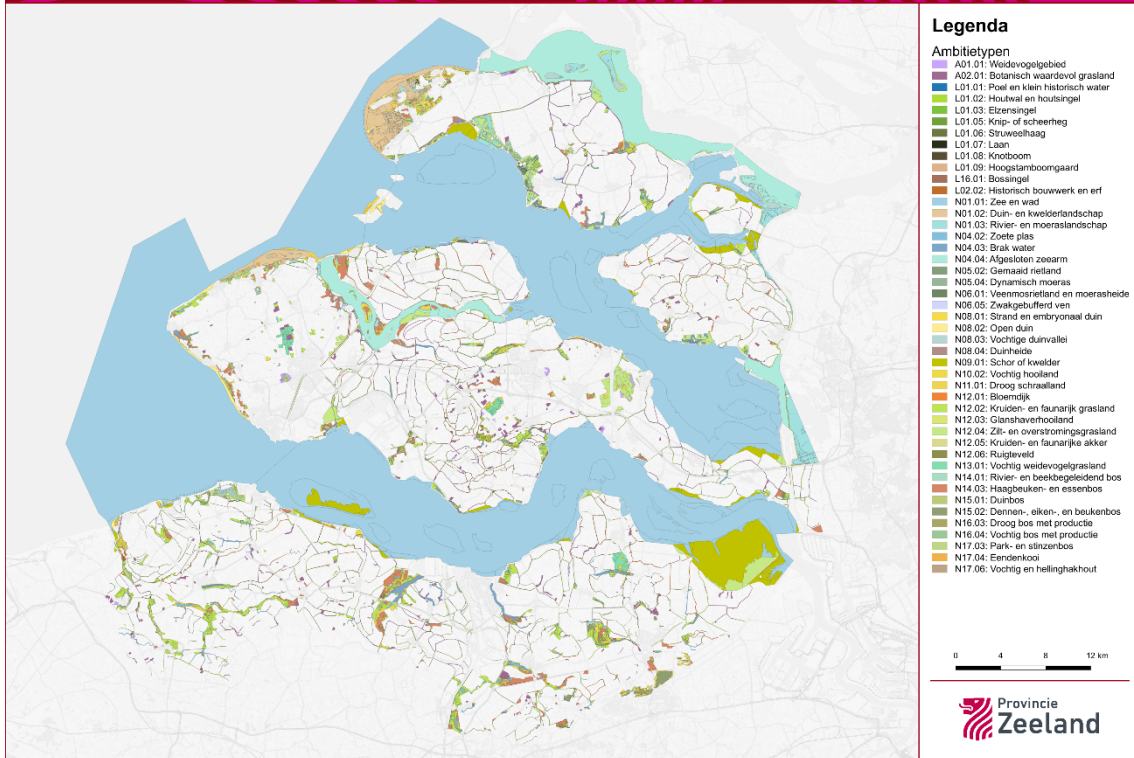 Legenda
Ambitietypen
A01.01: Weidevogelgebied
A02.01: Botanisch waardevol grasland
L01.01: Poel en klein historisch water
L01.02: Houtwal en houtsingel
L01.03: Elzensingel
L01.05: Knip- of scheerheg
L01.06: Struweelhaag
L01.07: Laan
L01.08: Knotboom
L01.09: Hoogstamboomgaard
L16.01: Bossingel
L02.02: Historisch bouwwerk en erf
N01.01: Zee en wad
N01.02: Duin- en kwelderlandschap
N01.03: Rivier- en moeraslandschap
N04.02: Zoete plas
N04.03: Brak water
N04.04: Afgesloten zeearm
N05.02: Gemaaid rietland
N05.04: Dynamisch moeras
N06.01: Veenmosrietland en moerasheide
N06.05: Zwakgebufferd ven
N08.01: Strand en embryonaal duin
N08.02: Open duin
N08.03: Vochtige duinvallei
N08.04: Duinheide
N09.01: Schor of kwelder
N10.02: Vochtig hooiland
N11.01: Droog schraalland
N12.01: Bloemdijk
N12.02: Kruiden- en faunarijk grasland
N12.03: Glanshaverhooiland
N12.04: Zilt- en overstromingsgrasland
N12.05: Kruiden- en faunarijke akker
N12.06: Ruigteveld
N13.01: Vochtig weidevogelgrasland
N14.01: Rivier- en beekbegeleidend bos
N14.03: Haagbeuken- en essenbos
N15.01: Duinbos
N15.02: Dennen-, eiken-, en beukenbos
N16.03: Droog bos met productie
N16.04: Vochtig bos met productie
N17.03: Park- en stinzenbos
N17.04: Eendenkooi
N17.06: Vochtig en hellinghakhout
0 4 8 12 km
Provincie
Zeeland